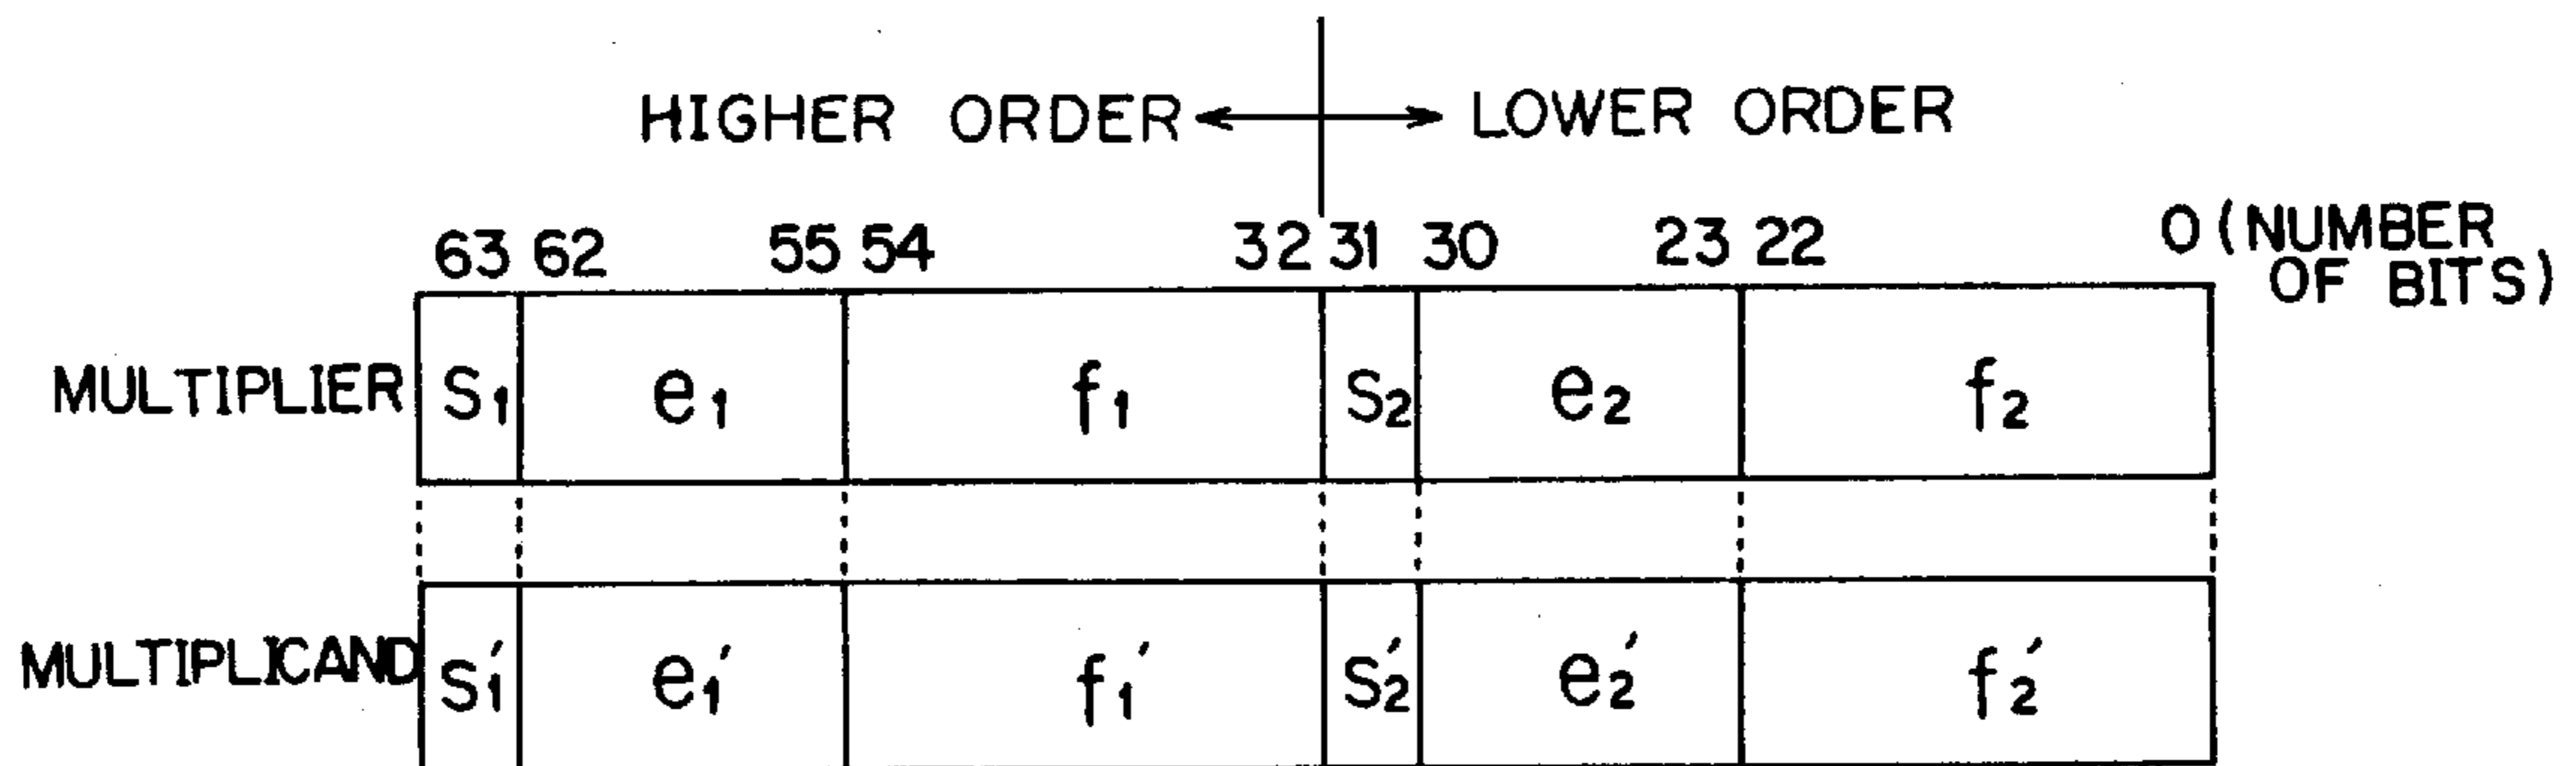 HIGHER ORDER LOWER ORDER
63 62 55 54 32 31 30 23 22 0 (NUMBER OF BITS)
MULTIPLIER s₁ e₁ f₁ s₂ e₂ f₂
MULTIPLICAND s₁′ e₁′ f₁′ s₂′ e₂′ f₂′